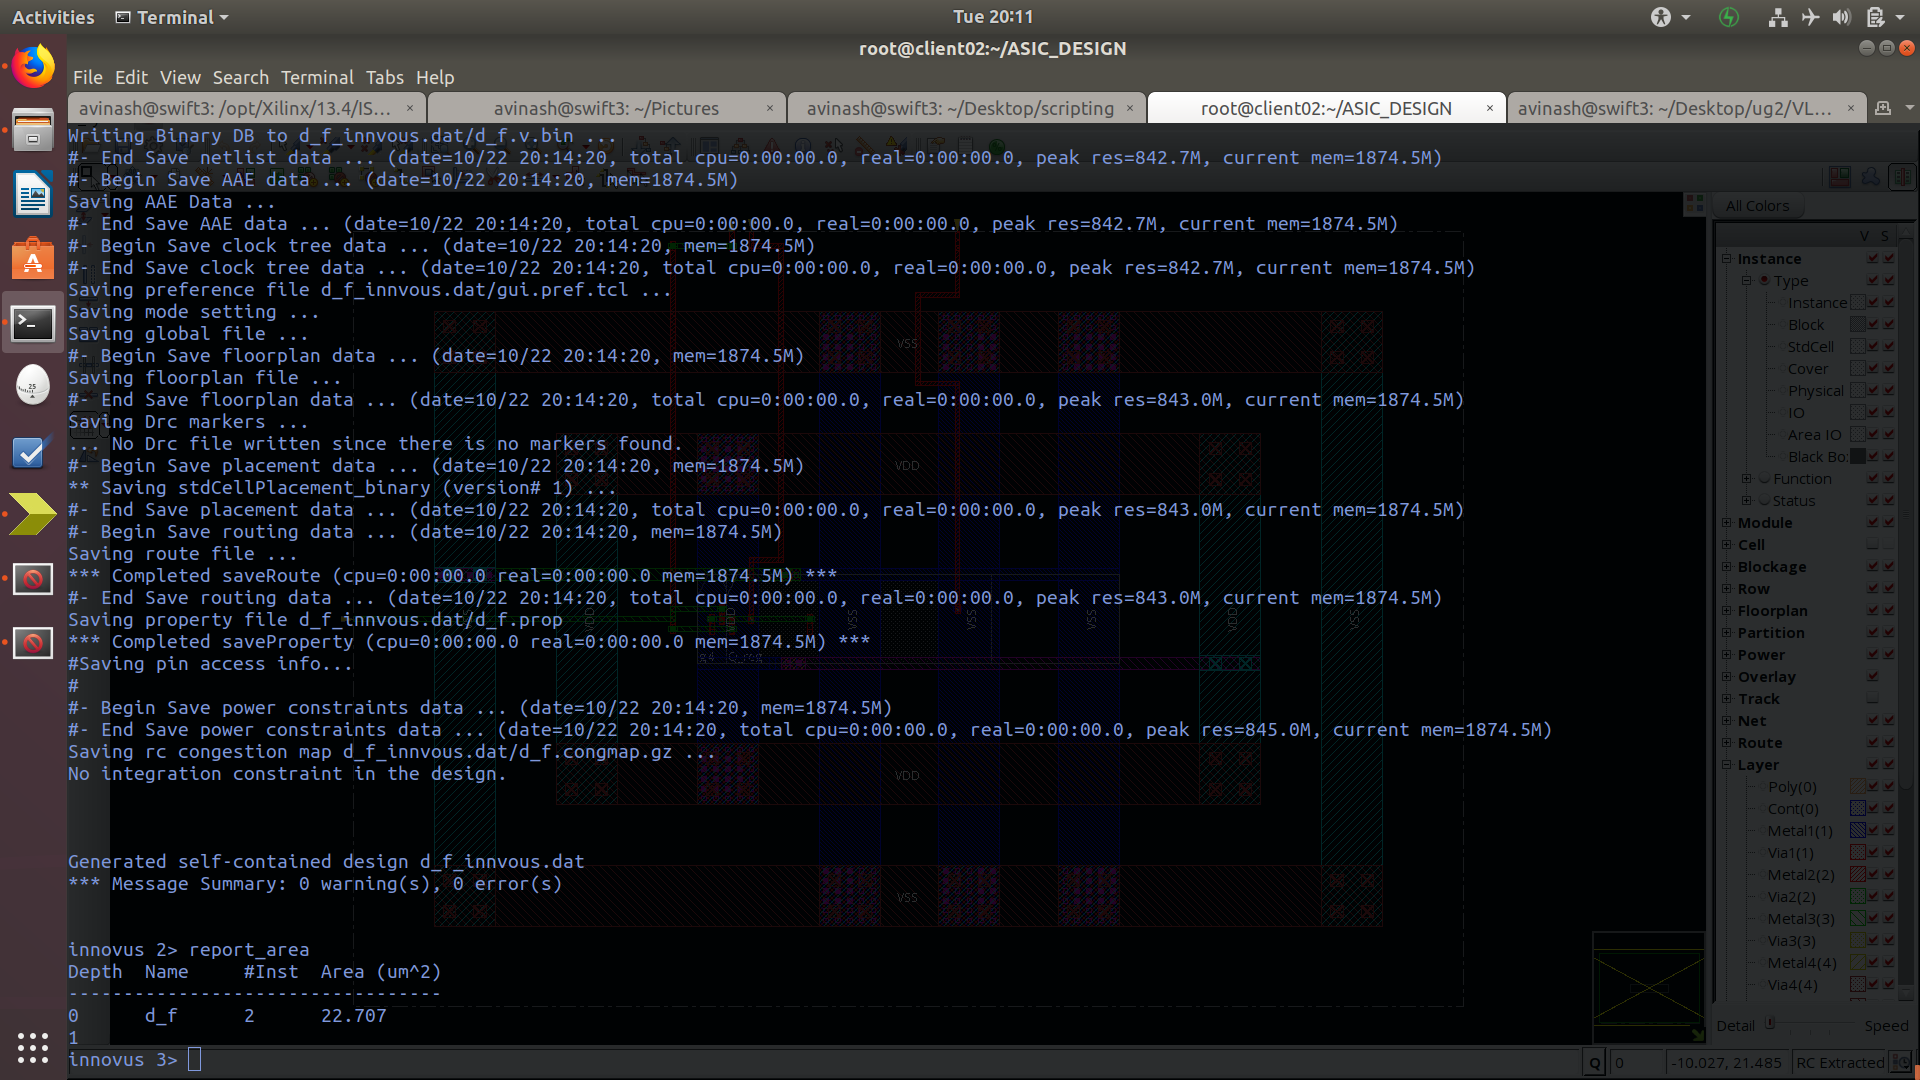 Activities Terminal Tue 20:11
root@client02:~/ASIC_DESIGN
File Edit View Search Terminal Tabs Help
avinash@swift3: /opt/Xilinx/13.4/IS... × avinash@swift3: ~/Pictures × avinash@swift3: ~/Desktop/scripting × root@client02:~/ASIC_DESIGN × avinash@swift3: ~/Desktop/ug2/VL... ×
Writing Binary DB to d_f_innvous.dat/d_f.v.bin ...
#- End Save netlist data ... (date=10/22 20:14:20, total cpu=0:00:00.0, real=0:00:00.0, peak res=842.7M, current mem=1874.5M)
#- Begin Save AAE data ... (date=10/22 20:14:20, mem=1874.5M)
Saving AAE Data ...
#- End Save AAE data ... (date=10/22 20:14:20, total cpu=0:00:00.0, real=0:00:00.0, peak res=842.7M, current mem=1874.5M)
#- Begin Save clock tree data ... (date=10/22 20:14:20, mem=1874.5M)
#- End Save clock tree data ... (date=10/22 20:14:20, total cpu=0:00:00.0, real=0:00:00.0, peak res=842.7M, current mem=1874.5M)
Saving preference file d_f_innvous.dat/gui.pref.tcl ...
Saving mode setting ...
Saving global file ...
#- Begin Save floorplan data ... (date=10/22 20:14:20, mem=1874.5M)
Saving floorplan file ...
#- End Save floorplan data ... (date=10/22 20:14:20, total cpu=0:00:00.0, real=0:00:00.0, peak res=843.0M, current mem=1874.5M)
Saving Drc markers ...
... No Drc file written since there is no markers found.
#- Begin Save placement data ... (date=10/22 20:14:20, mem=1874.5M)
** Saving stdCellPlacement_binary (version# 1) ...
#- End Save placement data ... (date=10/22 20:14:20, total cpu=0:00:00.0, real=0:00:00.0, peak res=843.0M, current mem=1874.5M)
#- Begin Save routing data ... (date=10/22 20:14:20, mem=1874.5M)
Saving route file ...
*** Completed saveRoute (cpu=0:00:00.0 real=0:00:00.0 mem=1874.5M) ***
#- End Save routing data ... (date=10/22 20:14:20, total cpu=0:00:00.0, real=0:00:00.0, peak res=843.0M, current mem=1874.5M)
Saving property file d_f_innvous.dat/d_f.prop
*** Completed saveProperty (cpu=0:00:00.0 real=0:00:00.0 mem=1874.5M) ***
#Saving pin access info...
#
#- Begin Save power constraints data ... (date=10/22 20:14:20, mem=1874.5M)
#- End Save power constraints data ... (date=10/22 20:14:20, total cpu=0:00:00.0, real=0:00:00.0, peak res=845.0M, current mem=1874.5M)
Saving rc congestion map d_f_innvous.dat/d_f.congmap.gz ...
No integration constraint in the design.
Generated self-contained design d_f_innvous.dat
*** Message Summary: 0 warning(s), 0 error(s)
innovus 2> report_area
Depth Name #Inst Area (um^2)
----------------------------------
0 d_f 2 22.707
1
innovus 3>
VSS
VDD
VDD
VDD
VSS
VSS
VSS
VDD
VSS
VDD
VSS
All Colors
V S
Instance
Type
Instance
Block
StdCell
Cover
Physical
IO
Area IO
Black Bo:
Function
Status
Module
Cell
Blockage
Row
Floorplan
Partition
Power
Overlay
Track
Net
Route
Layer
Poly(0)
Cont(0)
Metal1(1)
Via1(1)
Metal2(2)
Via2(2)
Metal3(3)
Via3(3)
Metal4(4)
Via4(4)
Detail Speed
Q 0 -10.027, 21.485 RC Extracted
25